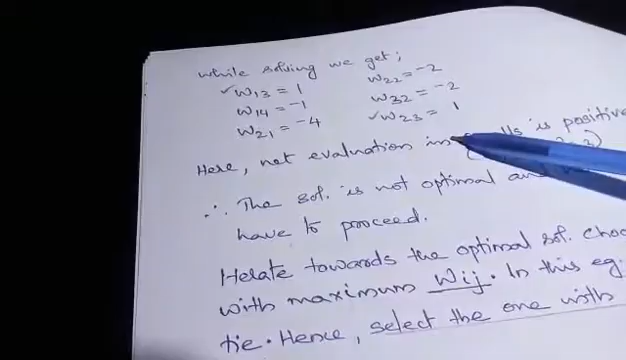 while solving we get;
✓ W13 = 1 W22 = -2
W14 = -1 W32 = -2
W21 = -4 ✓ W23 = 1
Here, net evaluation in is positive
∴ The sol. is not optimal and
have to proceed.
Iterate towards the optimal sol. choo
with maximum Wij. In this eg.
tie. Hence, select the one with